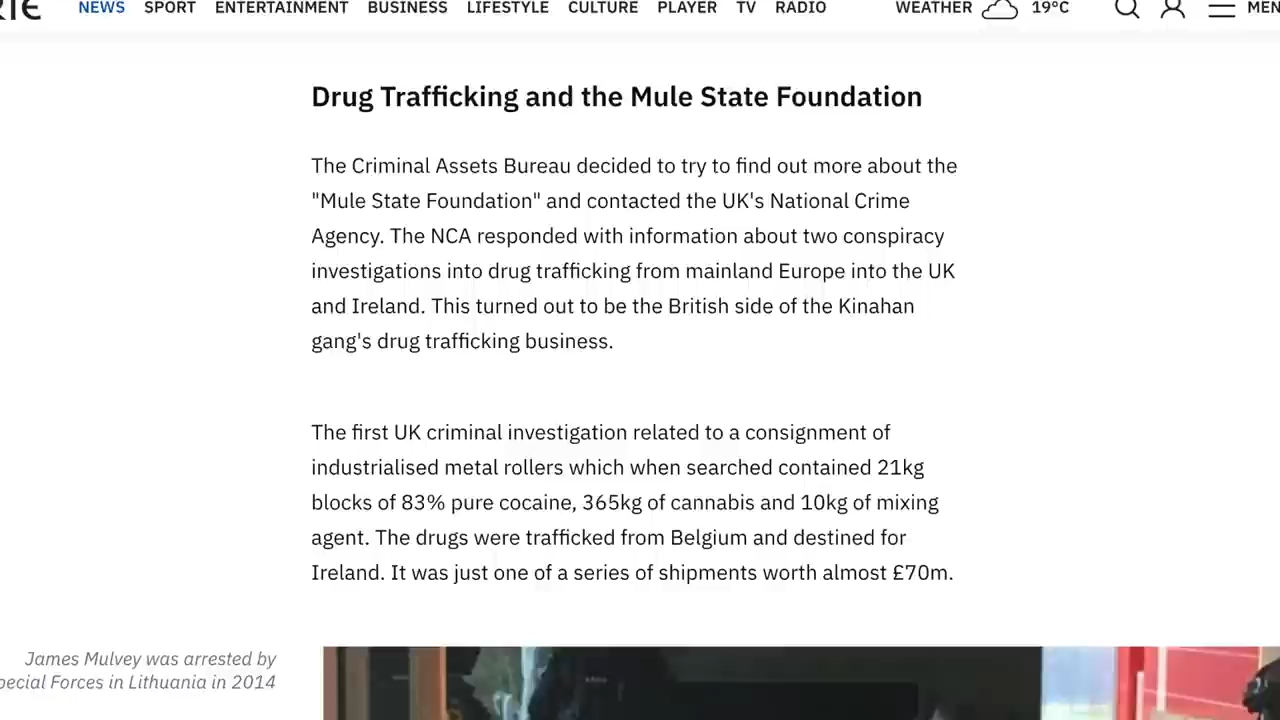 NEWS SPORT ENTERTAINMENT BUSINESS LIFESTYLE CULTURE PLAYER TV RADIO WEATHER 19°C
Drug Trafficking and the Mule State Foundation
The Criminal Assets Bureau decided to try to find out more about the
"Mule State Foundation" and contacted the UK's National Crime
Agency. The NCA responded with information about two conspiracy
investigations into drug trafficking from mainland Europe into the UK
and Ireland. This turned out to be the British side of the Kinahan
gang's drug trafficking business.
The first UK criminal investigation related to a consignment of
industrialised metal rollers which when searched contained 21kg
blocks of 83% pure cocaine, 365kg of cannabis and 10kg of mixing
agent. The drugs were trafficked from Belgium and destined for
Ireland. It was just one of a series of shipments worth almost £70m.
James Mulvey was arrested by
pecial Forces in Lithuania in 2014